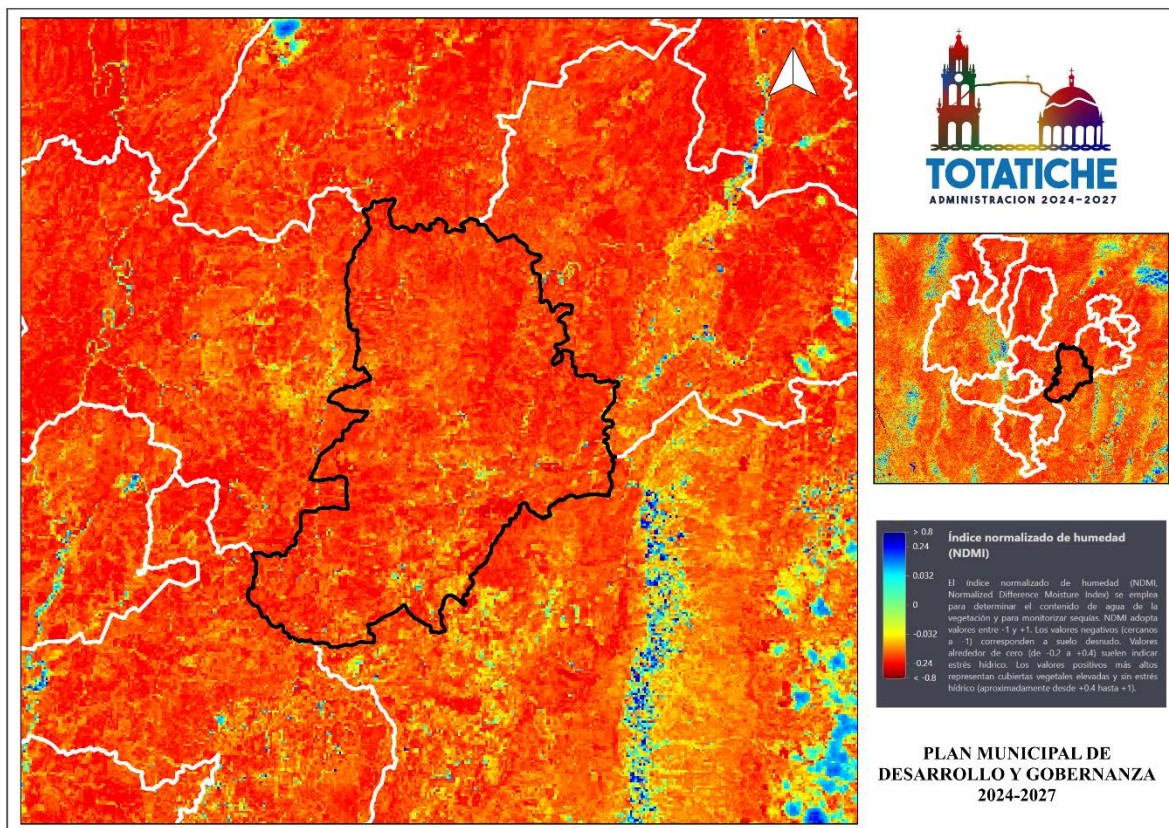 TOTATICHE
ADMINISTRACION 2024-2027
> 0.8
0.24
0.032
0
-0.032
-0.24
< -0.8
Índice normalizado de humedad
(NDMI)
El índice normalizado de humedad (NDMI,
Normalized Difference Moisture Index) se emplea
para determinar el contenido de agua de la
vegetación y para monitorizar sequías. NDMI adopta
valores entre -1 y +1. Los valores negativos (cercanos
a -1) corresponden a suelo desnudo. Valores
alrededor de cero (de -0.2 a +0.4) suelen indicar
estrés hídrico. Los valores positivos más altos
representan cubiertas vegetales elevadas y sin estrés
hídrico (aproximadamente desde +0.4 hasta +1).
PLAN MUNICIPAL DE
DESARROLLO Y GOBERNANZA
2024-2027